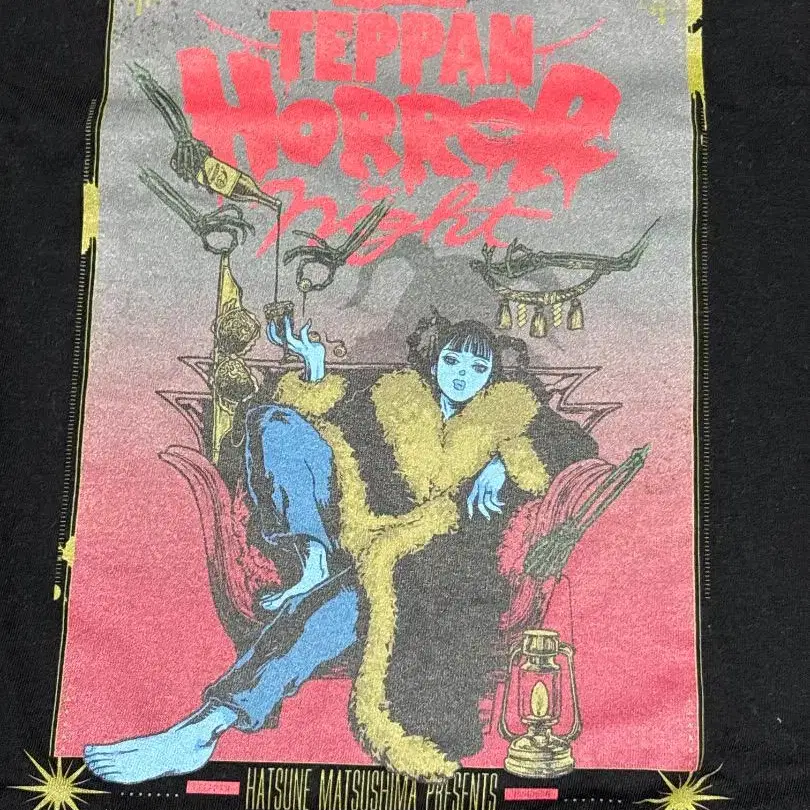 TEPPAN
HORROR
Night
HATSUNE MATSUSHIMA PRESENTS